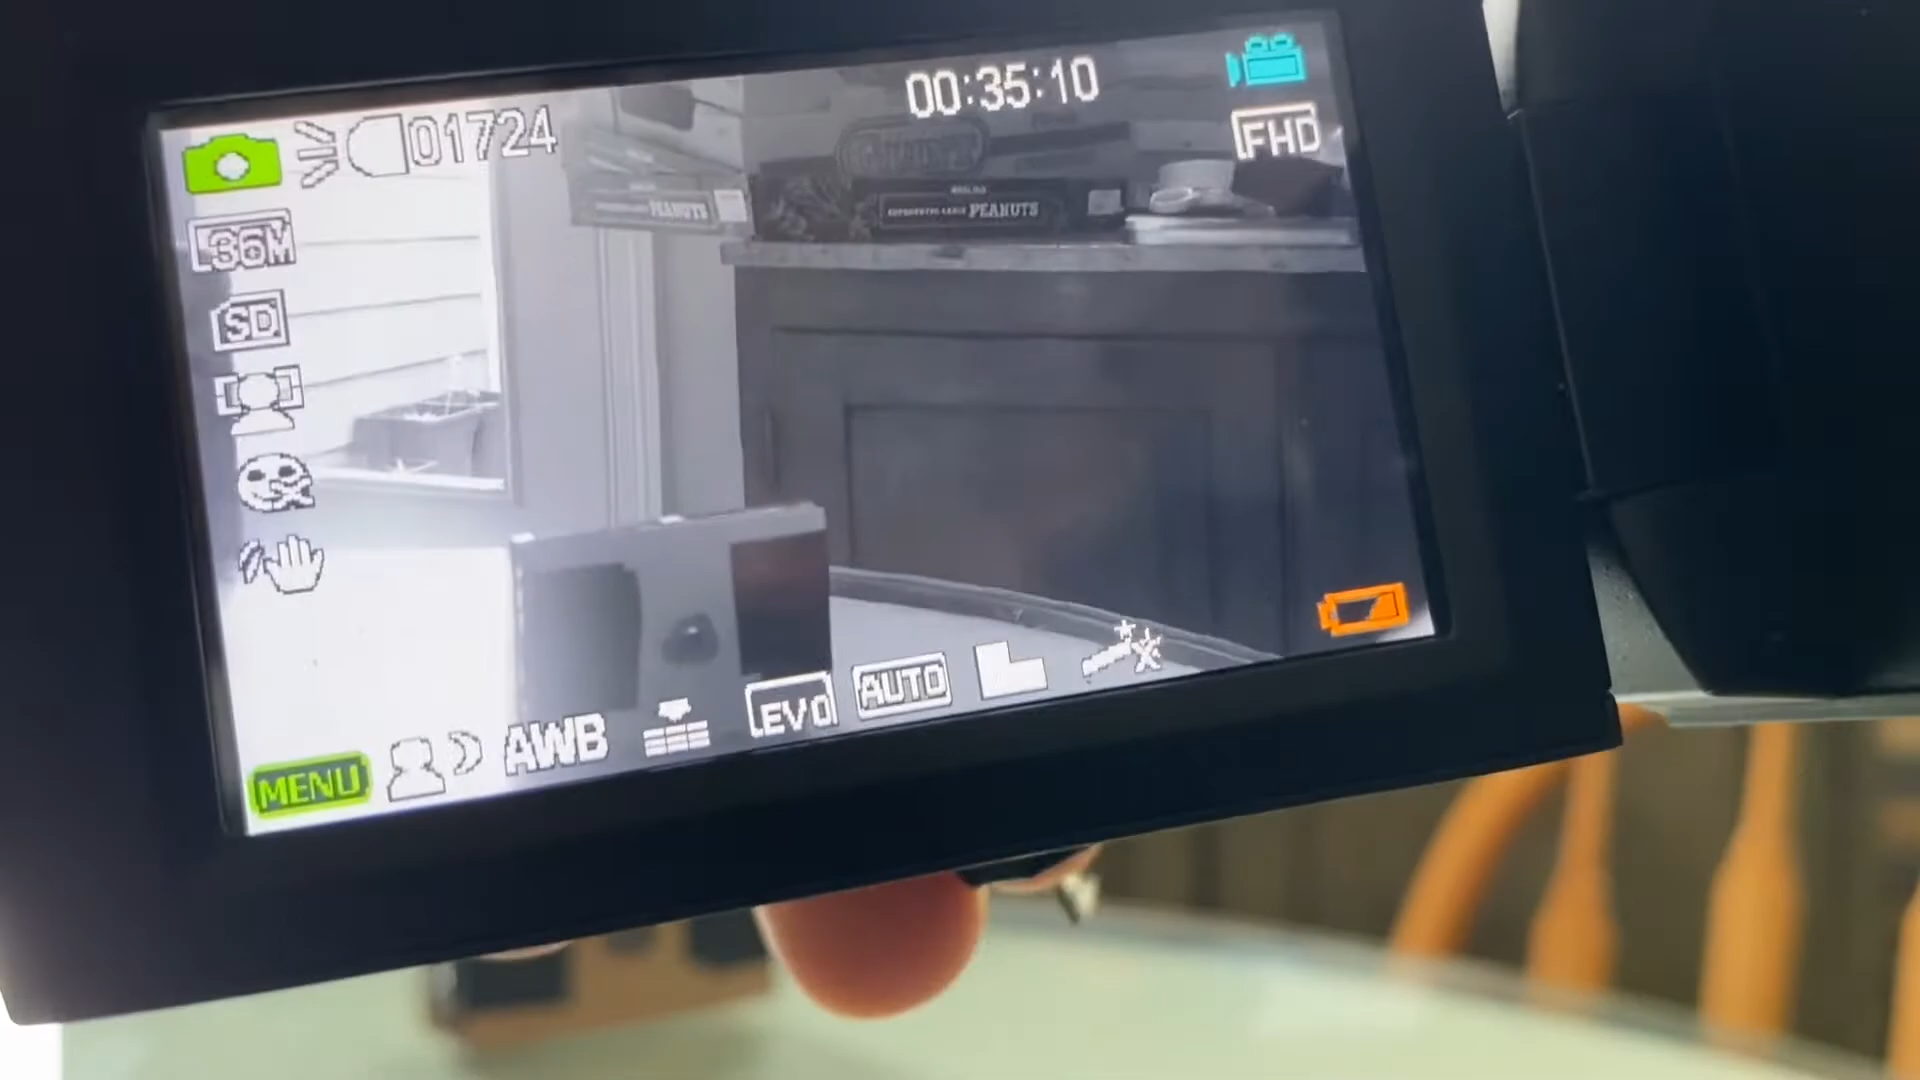 01724
00:35:10
FHD
36M
PEANUTS
PEANUTS
SD
EV0
AUTO
AWB
MENU